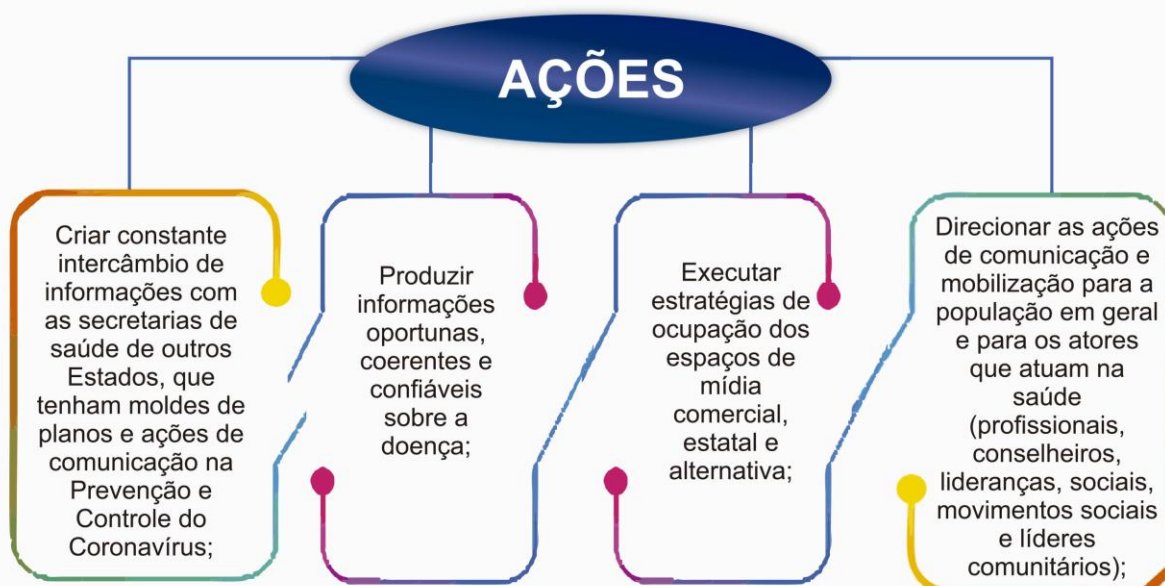 AÇÕES
Criar constante
intercâmbio de
informações com
as secretarias de
saúde de outros
Estados, que
tenham moldes de
planos e ações de
comunicação na
Prevenção e
Controle do
Coronavírus;
Produzir
informações
oportunas,
coerentes e
confiáveis
sobre a
doença;
Executar
estratégias de
ocupação dos
espaços de
mídia
comercial,
estatal e
alternativa;
Direcionar as ações
de comunicação e
mobilização para a
população em geral
e para os atores
que atuam na
saúde
(profissionais,
conselheiros,
lideranças, sociais,
movimentos sociais
e líderes
comunitários);